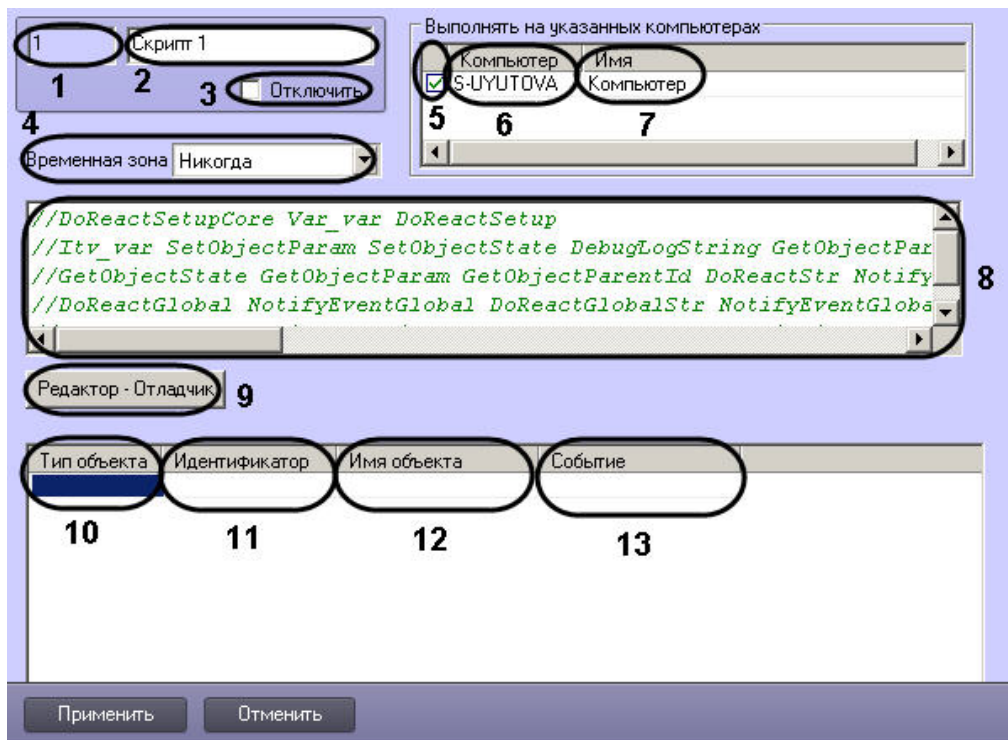 1 Скрипт 1
1 2 3 Отключить
4
Временная зона Никогда
Выполнять на указанных компьютерах
Компьютер Имя
S-UYUTOVA Компьютер
5 6 7
//DoReactSetupCore Var_var DoReactSetup
//Itv_var SetObjectParam SetObjectState DebugLogString GetObjectPar
//GetObjectState GetObjectParam GetObjectParentId DoReactStr Notify
//DoReactGlobal NotifyEventGlobal DoReactGlobalStr NotifyEventGloba
8
Редактор - Отладчик 9
Тип объекта Идентификатор Имя объекта Событие
10 11 12 13
Применить Отменить